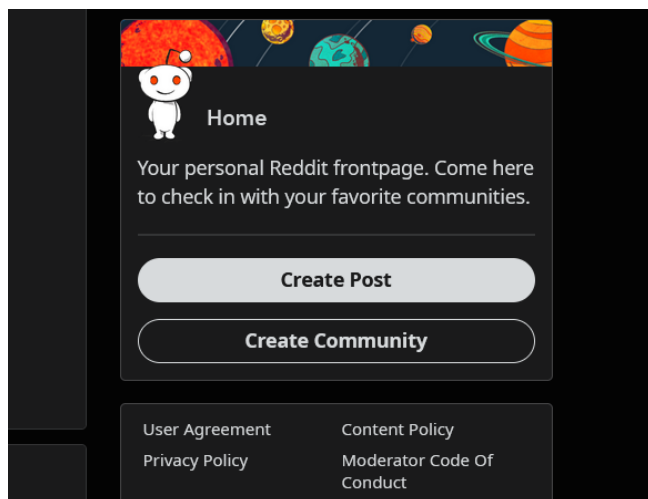 Home
Your personal Reddit frontpage. Come here
to check in with your favorite communities.
Create Post
Create Community
User Agreement
Content Policy
Privacy Policy
Moderator Code Of
Conduct